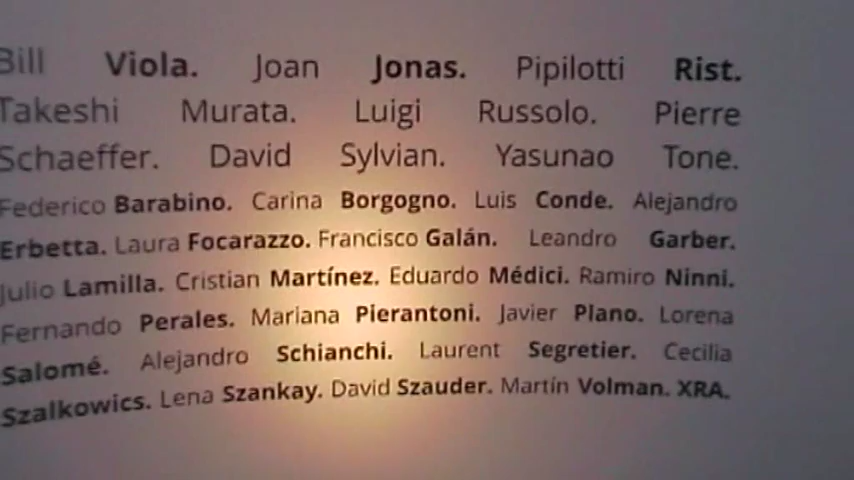 Bill Viola. Joan Jonas. Pipilotti Rist.
Takeshi Murata. Luigi Russolo. Pierre
Schaeffer. David Sylvian. Yasunao Tone.
Federico Barabino. Carina Borgogno. Luis Conde. Alejandro
Erbetta. Laura Focarazzo. Francisco Galán. Leandro Garber.
Julio Lamilla. Cristian Martínez. Eduardo Médici. Ramiro Ninni.
Fernando Perales. Mariana Pierantoni. Javier Plano. Lorena
Salomé. Alejandro Schianchi. Laurent Segretier. Cecilia
Szalkowics. Lena Szankay. David Szauder. Martín Volman. XRA.